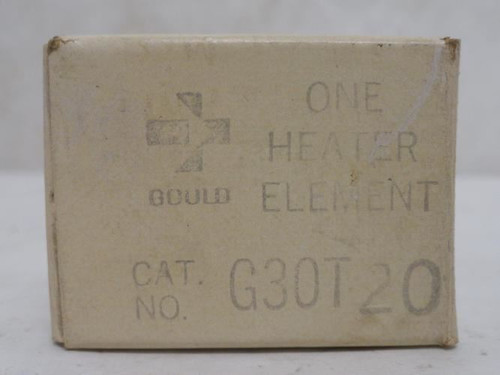 ONE
HEATER
GOULD ELEMENT
CAT.
NO. G30T20